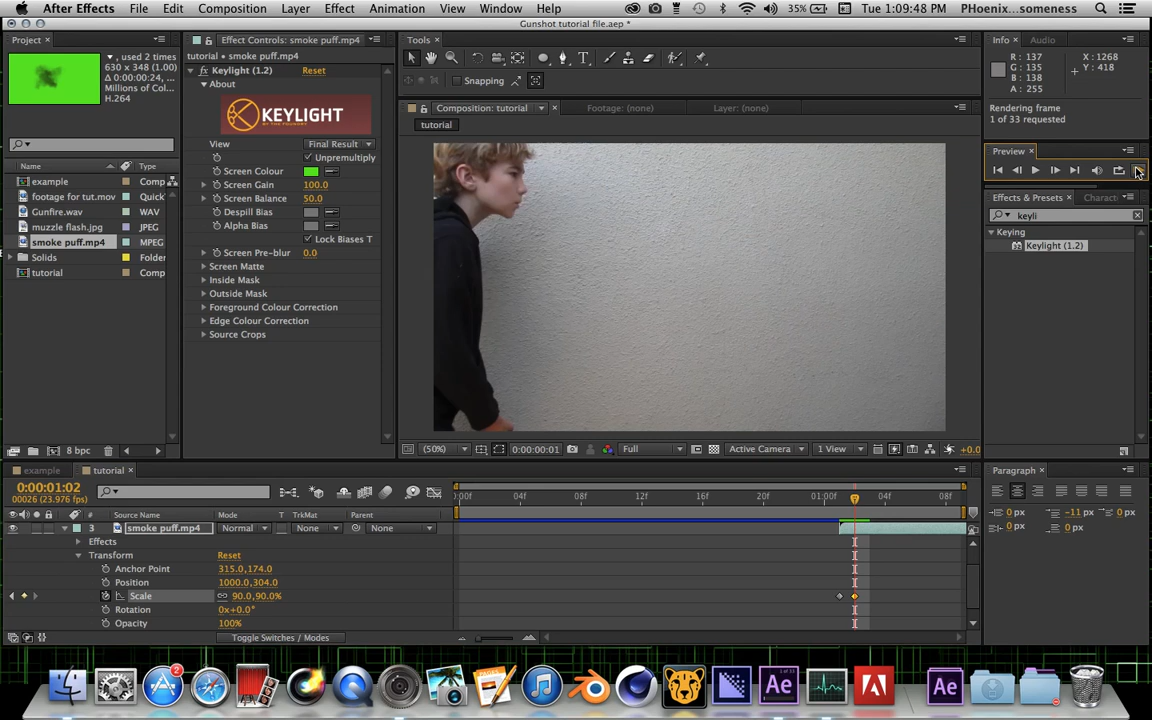 After Effects File Edit Composition Layer Effect Animation View Window Help 35% Tue 1:09:48 PM PHoenix...someness
Gunshot tutorial file.aep *
Project ×
, used 2 times
630 x 348 (1.00)
Δ 0:00:00:24, ...
Millions of Col...
H.264
Name Type
example Comp
footage for tut.mov Quick
Gunfire.wav WAV
muzzle flash.jpg JPEG
smoke puff.mp4 MPEG
Solids Folder
tutorial Comp
8 bpc
Effect Controls: smoke puff.mp4
tutorial • smoke puff.mp4
fx Keylight (1.2) Reset
About
KEYLIGHT
BY THE FOUNDRY
View Final Result
Unpremultiply
Screen Colour
Screen Gain 100.0
Screen Balance 50.0
Despill Bias
Alpha Bias
Lock Biases T
Screen Pre-blur 0.0
Screen Matte
Inside Mask
Outside Mask
Foreground Colour Correction
Edge Colour Correction
Source Crops
Tools ×
Snapping
Composition: tutorial × Footage: (none) Layer: (none)
tutorial
(50%) 0:00:00:01 Full Active Camera 1 View +0.0
Info × Audio
R : 137
G : 135
B : 138
A : 255
X : 1268
Y : 418
Rendering frame
1 of 33 requested
Preview ×
Effects & Presets × Charact
keyli
Keying
Keylight (1.2)
example tutorial ×
0:00:01:02
00026 (23.976 fps)
# Source Name Mode T TrkMat Parent
3 smoke puff.mp4 Normal None None
Effects
Transform Reset
Anchor Point 315.0,174.0
Position 1000.0,304.0
Scale 90.0,90.0%
Rotation 0x+0.0°
Opacity 100%
Toggle Switches / Modes
:00f 04f 08f 12f 16f 20f 01:00f 04f 08f
Paragraph ×
0 px -11 px 0 px
0 px 0 px
2
Ae
Ae